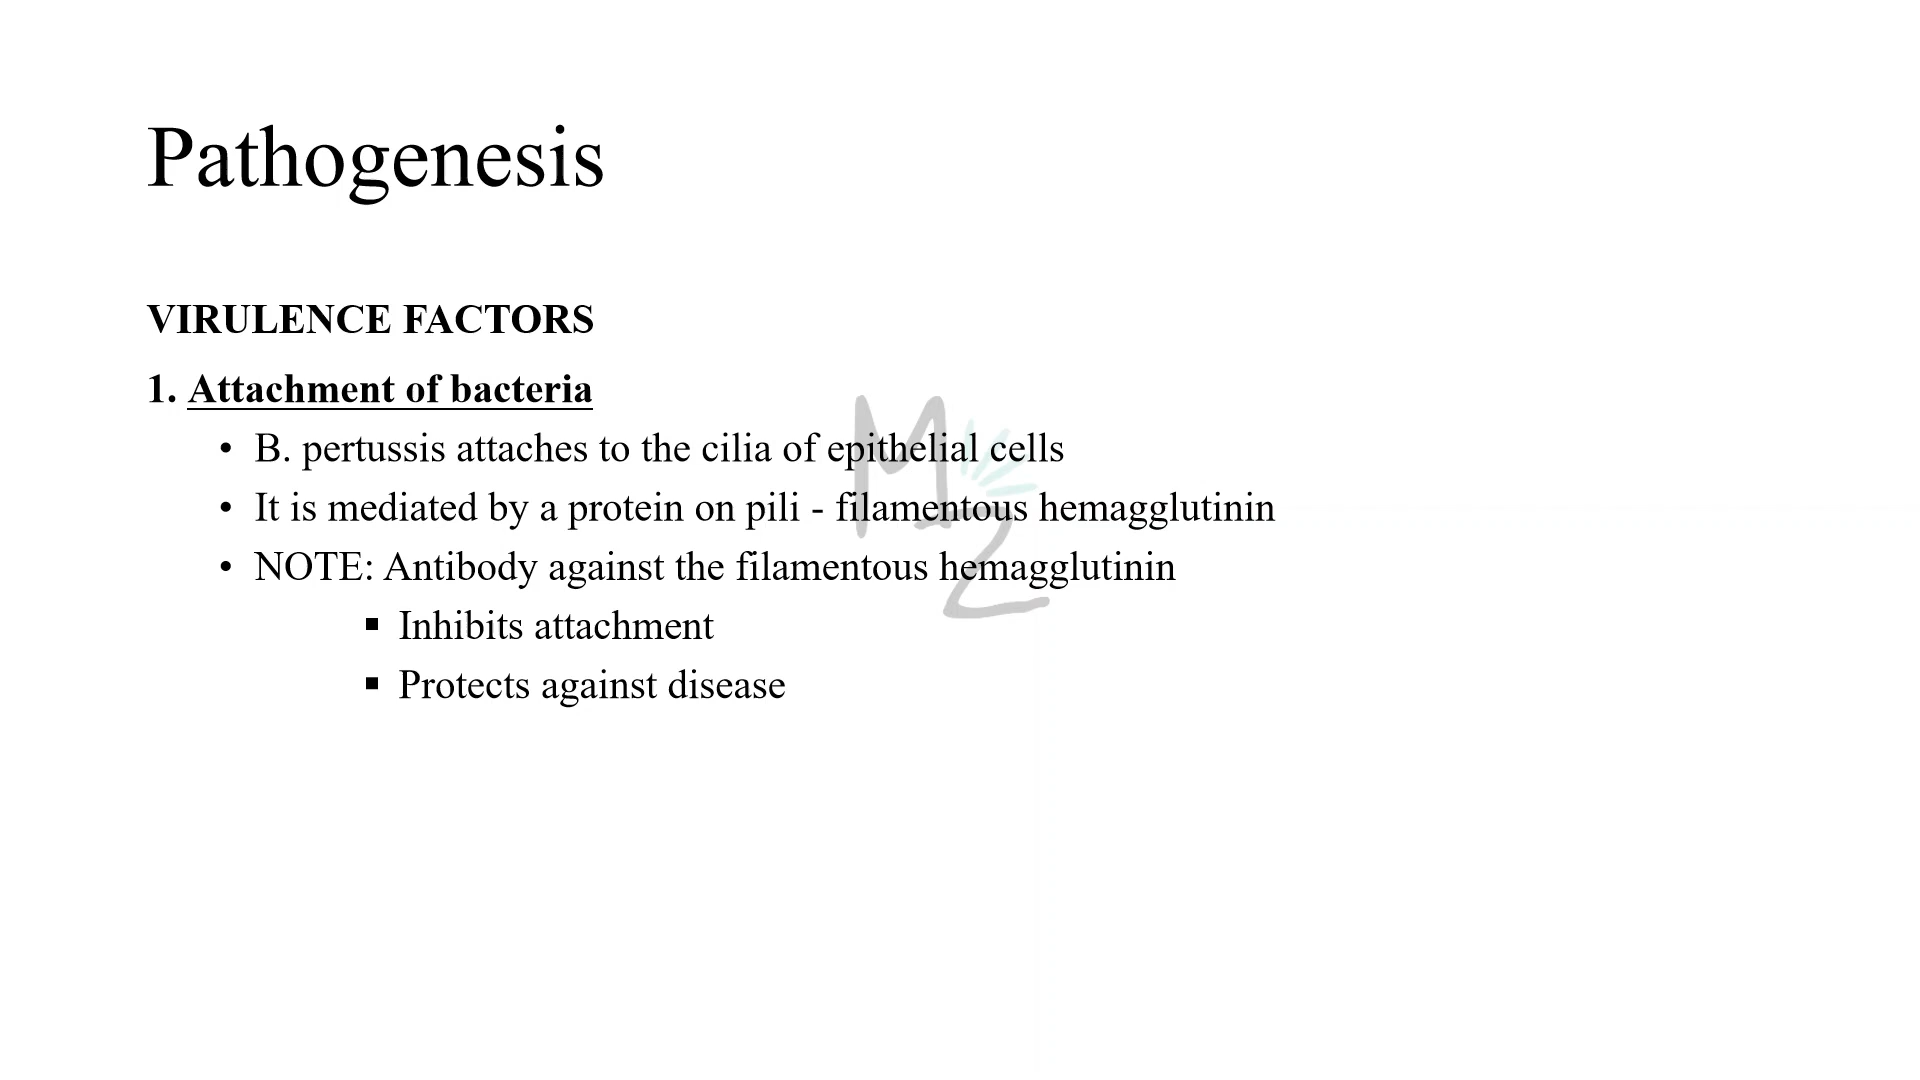 Pathogenesis
VIRULENCE FACTORS
1. Attachment of bacteria
• B. pertussis attaches to the cilia of epithelial cells
• It is mediated by a protein on pili - filamentous hemagglutinin
• NOTE: Antibody against the filamentous hemagglutinin
▪ Inhibits attachment
▪ Protects against disease
MZ